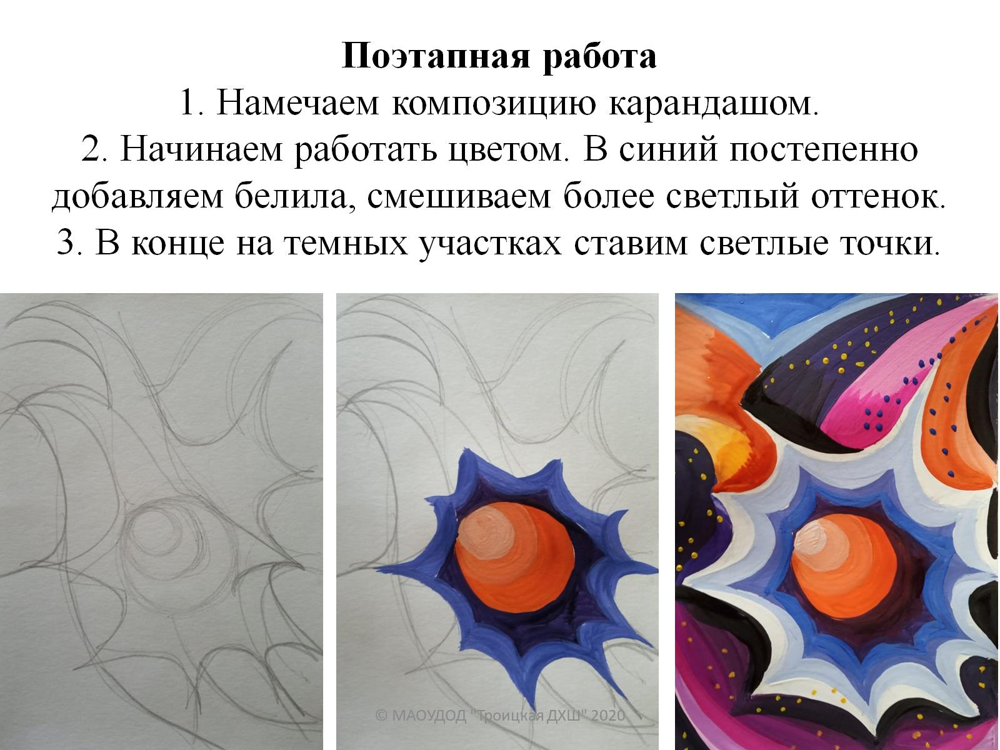 Поэтапная работа
1. Намечаем композицию карандашом.
2. Начинаем работать цветом. В синий постепенно
добавляем белила, смешиваем более светлый оттенок.
3. В конце на темных участках ставим светлые точки.
© МАОУДОД "Троицкая ДХШ" 2020